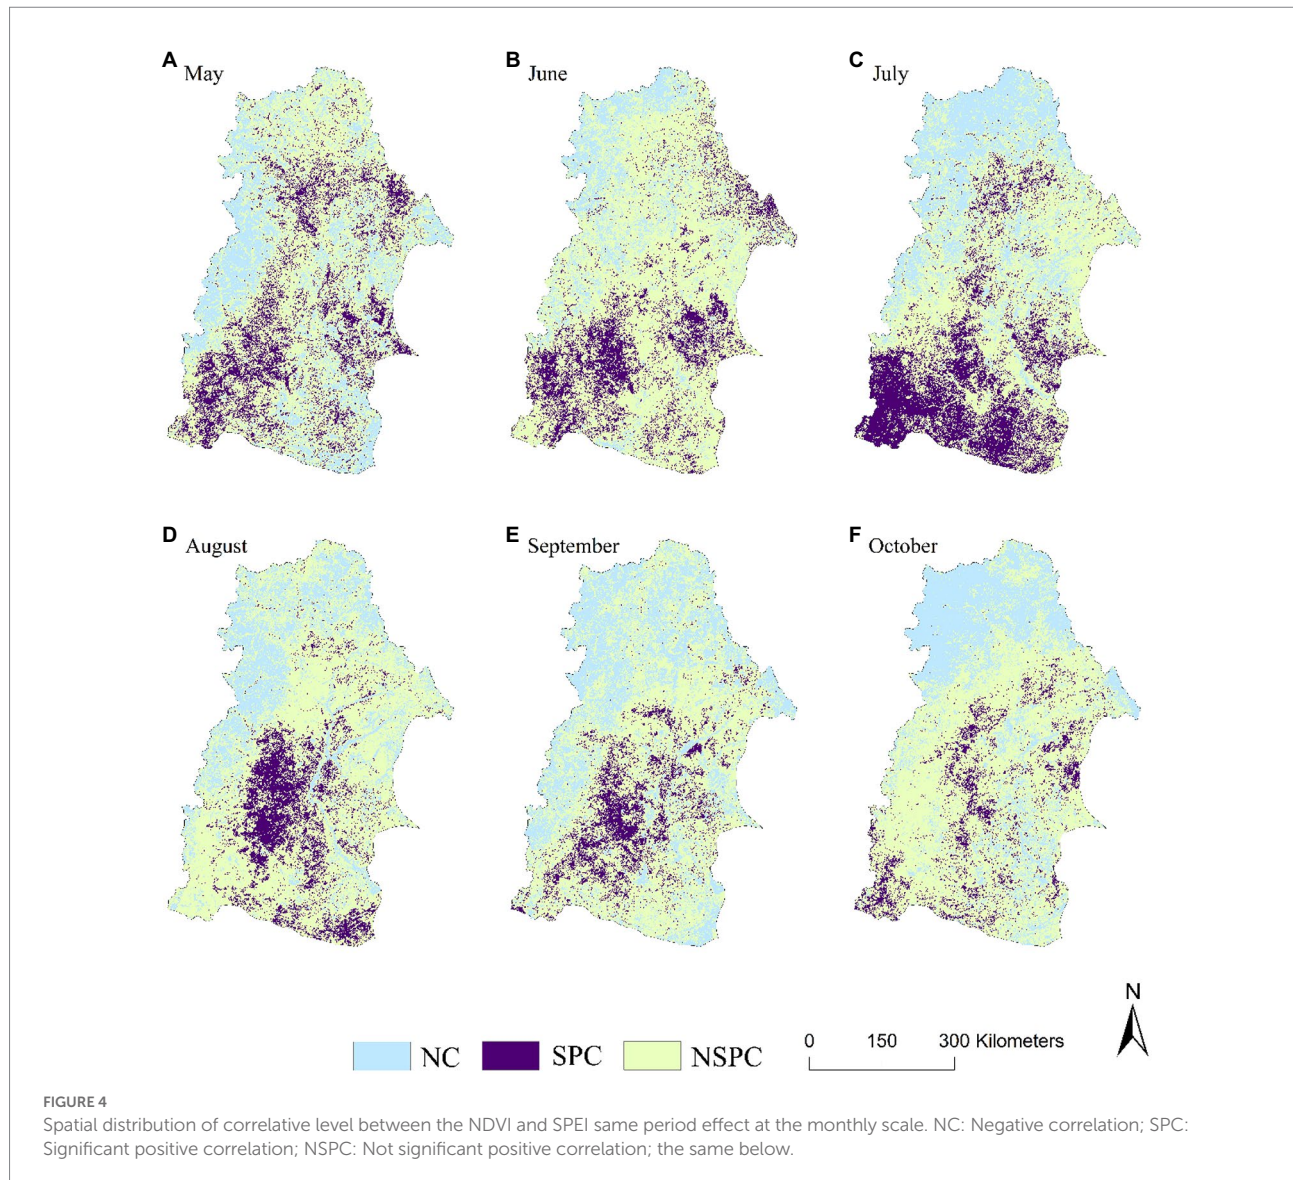 A May
B June
C July
D August
E September
F October
N
NC SPC NSPC
0 150 300 Kilometers
FIGURE 4
Spatial distribution of correlative level between the NDVI and SPEI same period effect at the monthly scale. NC: Negative correlation; SPC:
Significant positive correlation; NSPC: Not significant positive correlation; the same below.